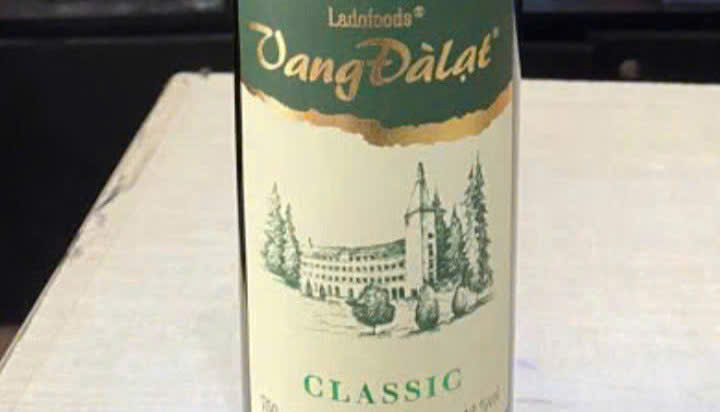 Ladofoods®
Vang Đàlạt®
CLASSIC